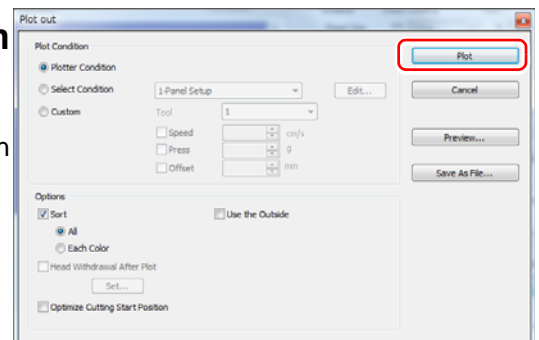 Plot out
n
n
Plot Condition
Plotter Condition
Select Condition
1-Panel Setup
Edit...
Custom
Tool
1
Speed
cm/s
Press
g
Offset
mm
Plot
Cancel
Preview...
Save As File...
Options
Sort
Use the Outside
All
Each Color
Head Withdrawal After Plot
Set...
Optimize Cutting Start Position